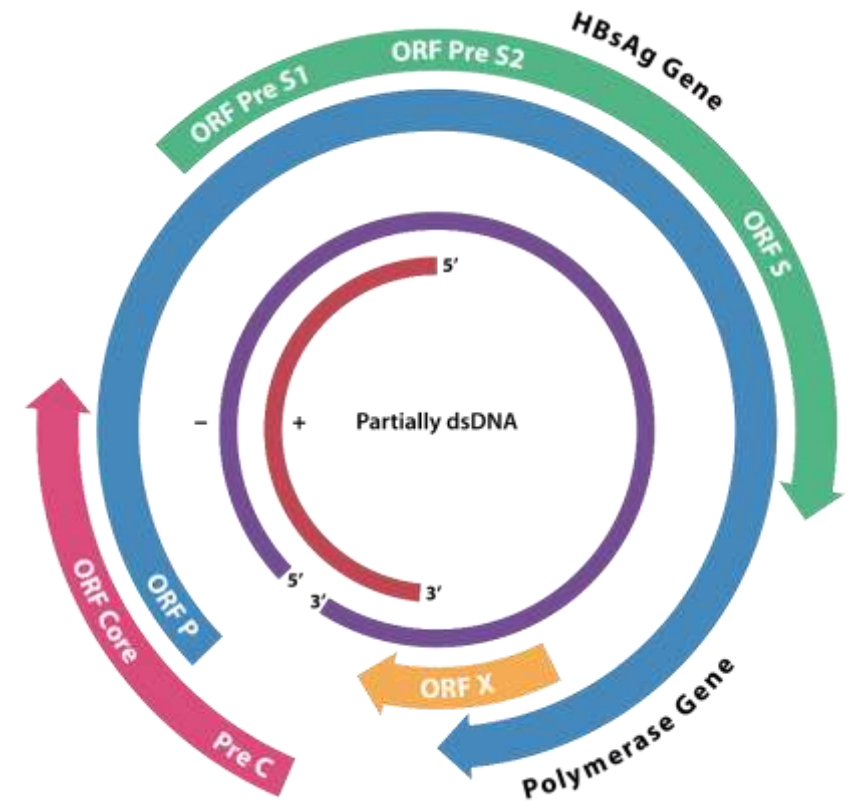 HBsAg Gene
ORF Pre S1
ORF Pre S2
ORF S
5’
– + Partially dsDNA
5’
3’
3’
ORF Core
Pre C
ORF P
ORF X
Polymerase Gene